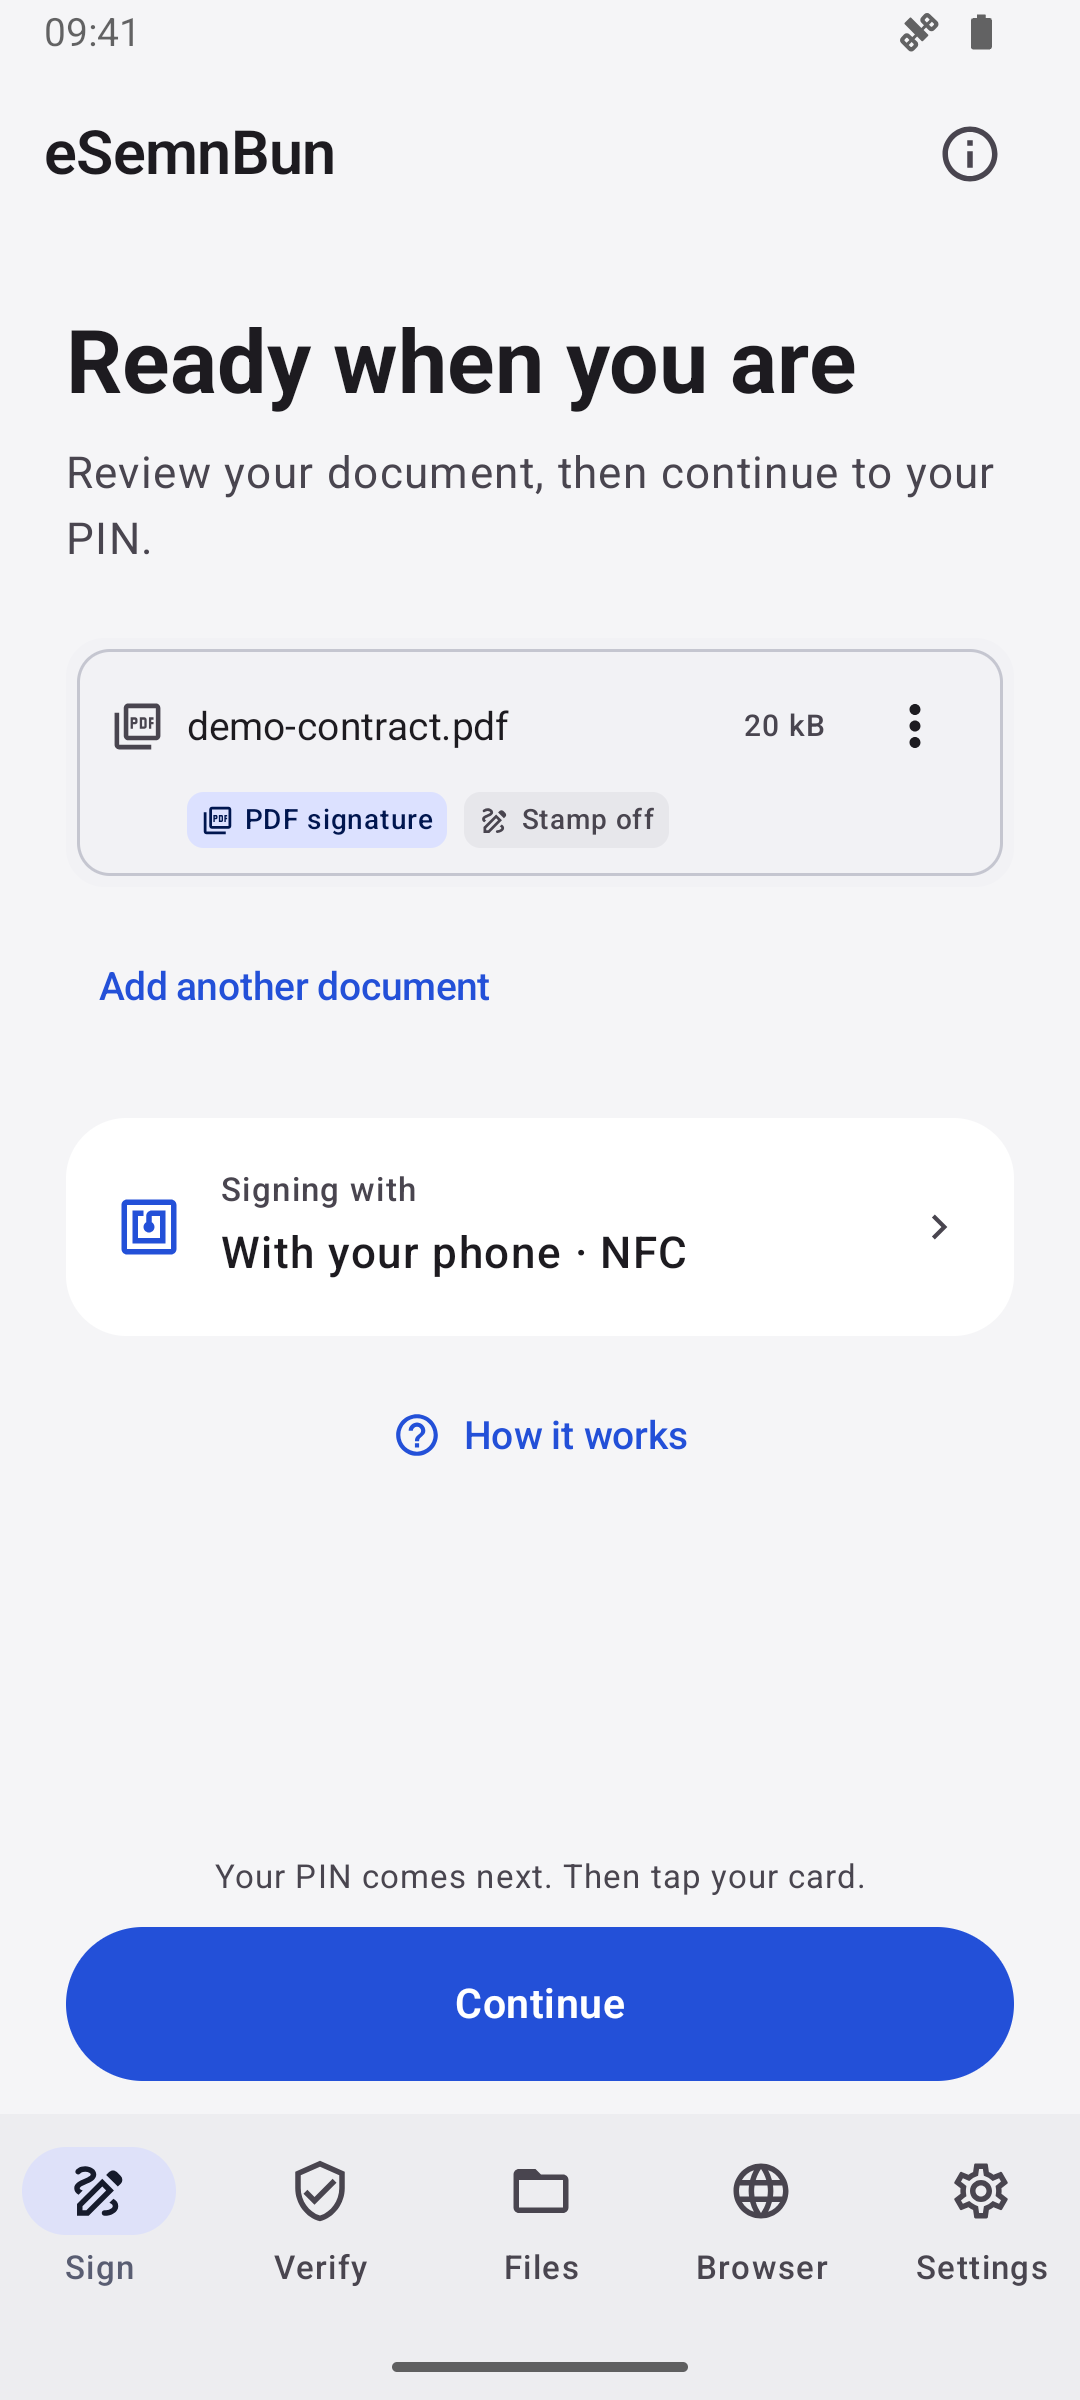 09:41
eSemnBun
Ready when you are
Review your document, then continue to your
PIN.
PDF demo-contract.pdf 20 kB
PDF PDF signature Stamp off
Add another document
Signing with
With your phone · NFC
How it works
Your PIN comes next. Then tap your card.
Continue
Sign Verify Files Browser Settings